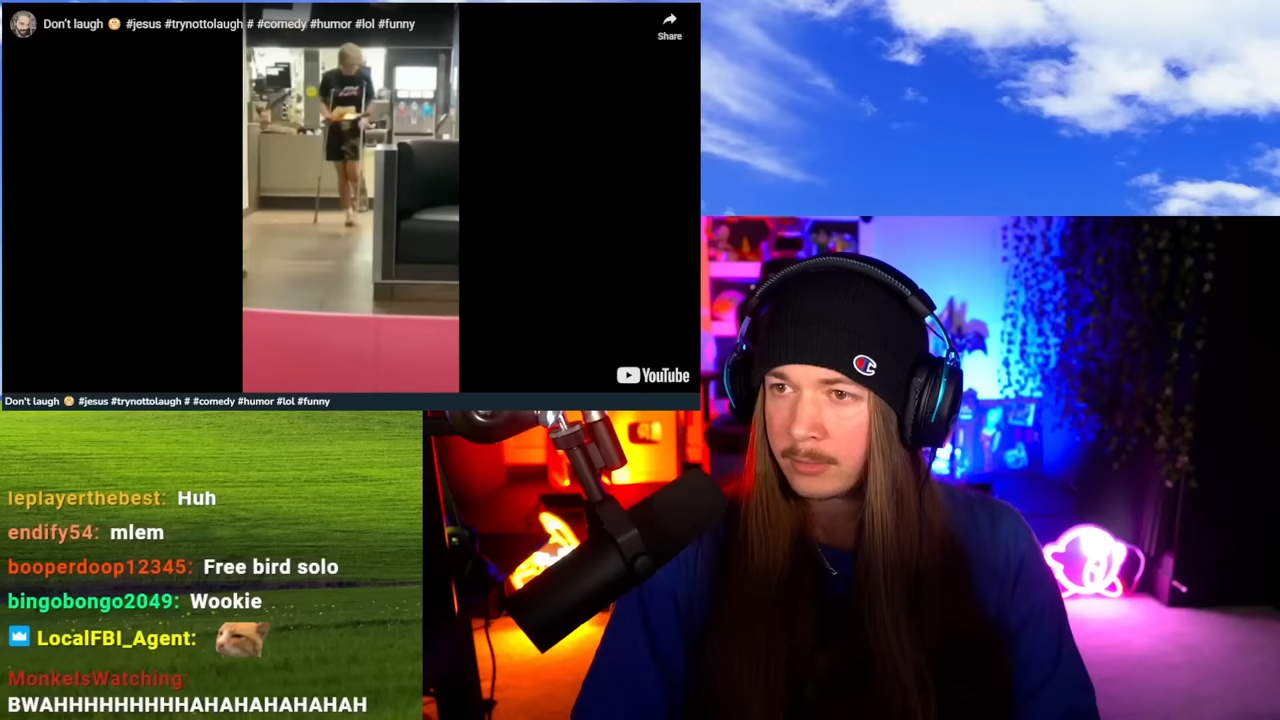 Don't laugh 🤭 #jesus #trynottolaugh # #comedy #humor #lol #funny
Share
YouTube
Don't laugh 🤭 #jesus #trynottolaugh # #comedy #humor #lol #funny
leplayerthebest: Huh
endify54: mlem
booperdoop12345: Free bird solo
bingobongo2049: Wookie
LocalFBI_Agent:
MonkeIsWatching:
BWAHHHHHHHHHAHAHAHAHAHAH